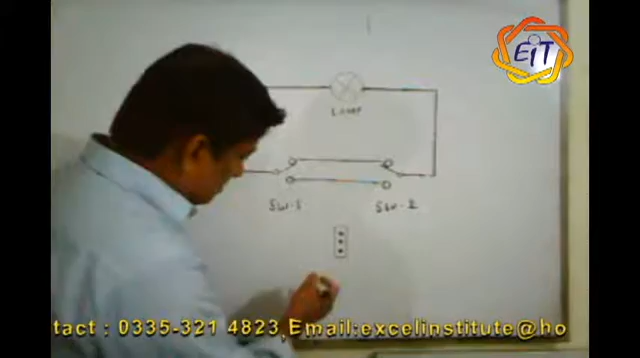 EiT
Lamp
Sw-1
Sw-2
tact : 0335-321 4823,Email:excelinstitute@ho